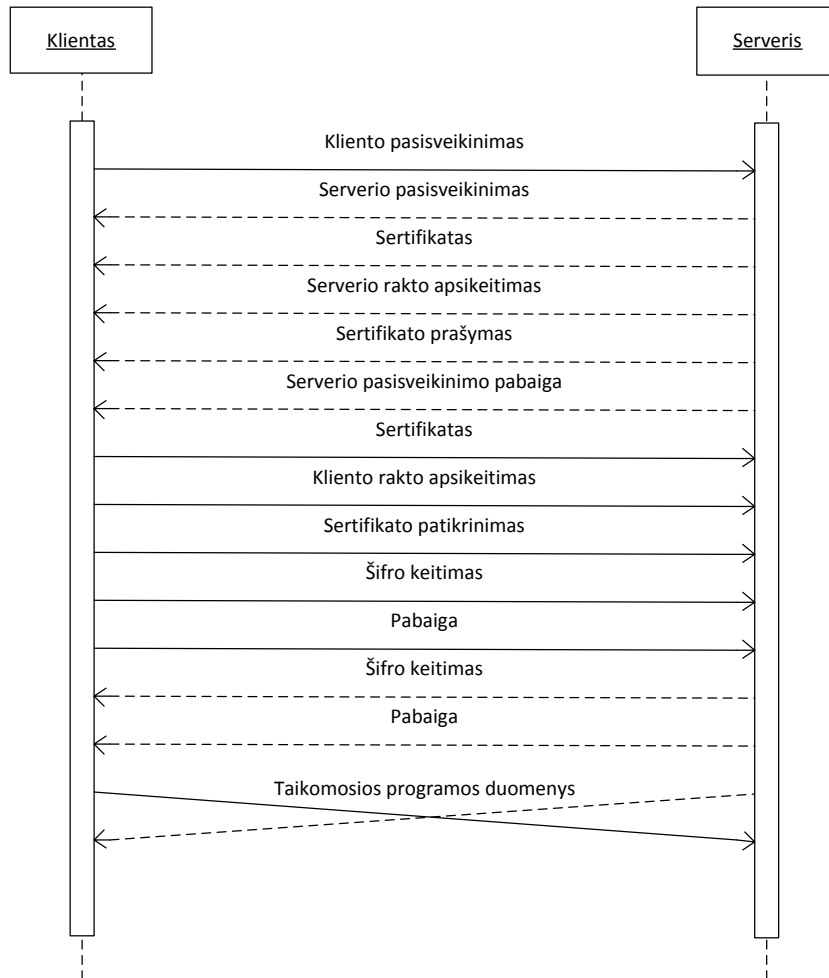 Klientas
Serveris
Kliento pasisveikinimas
Serverio pasisveikinimas
Sertifikatas
Serverio rakto apsikeitimas
Sertifikato prašymas
Serverio pasisveikinimo pabaiga
Sertifikatas
Kliento rakto apsikeitimas
Sertifikato patikrinimas
Šifro keitimas
Pabaiga
Šifro keitimas
Pabaiga
Taikomosios programos duomenys